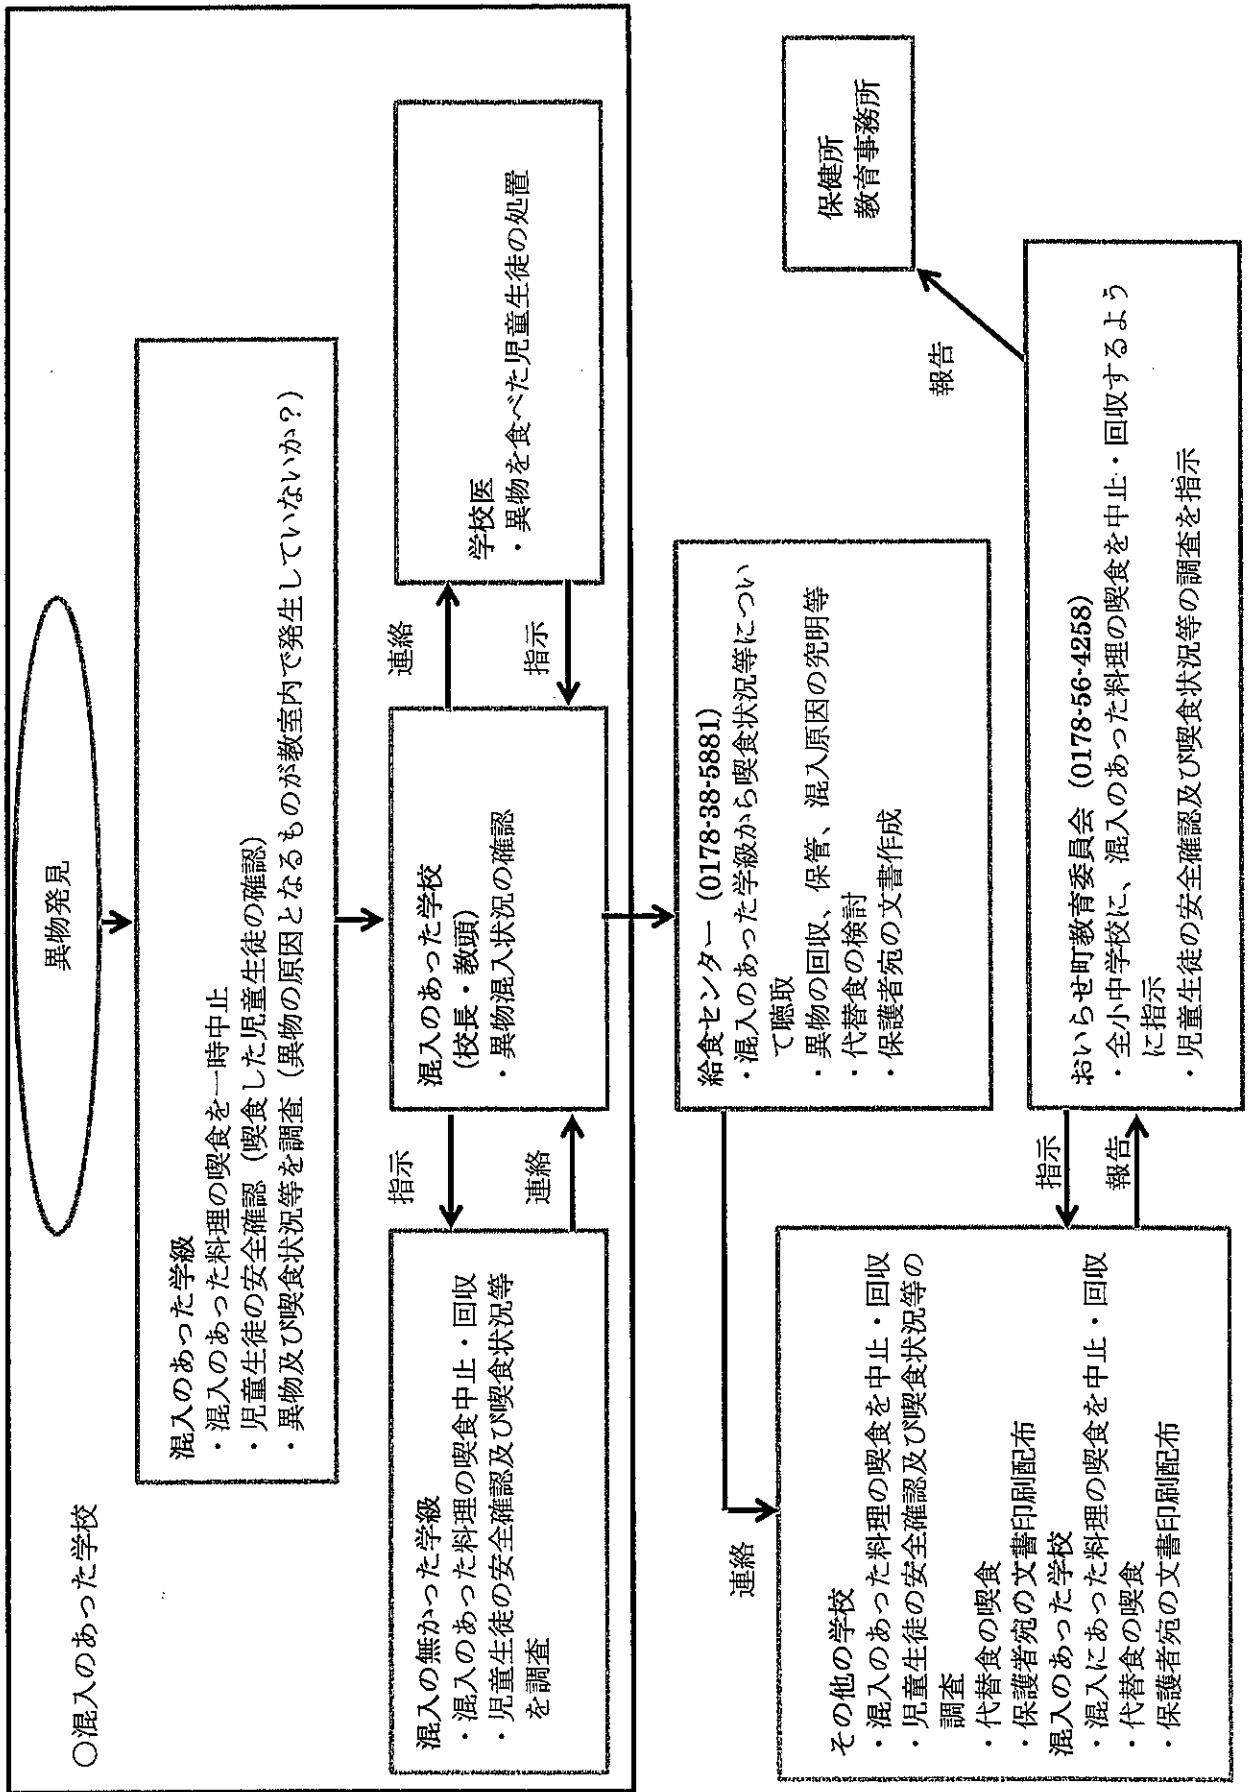 ○混入のあった学校
異物発見
混入のあった学級
・混入のあった料理の喫食を一時中止
・児童生徒の安全確認（喫食した児童生徒の確認）
・異物及び喫食状況等を調査（異物の原因となるものが教室内で発生していないか？）
混入の無かった学級
・混入のあった料理の喫食中止・回収
・児童生徒の安全確認及び喫食状況等
を調査
指示
連絡
混入のあった学校
(校長・教頭)
・異物混入状況の確認
連絡
指示
学校医
・異物を食べた児童生徒の処置
給食センター（0178-38-5881)
・混入のあった学級から喫食状況等につい
て聴取
・異物の回収、保管、混入原因の究明等
・代替食の検討
・保護者宛の文書作成
連絡
その他の学校
・混入のあった料理の喫食を中止・回収
・児童生徒の安全確認及び喫食状況等の
調査
・代替食の喫食
・保護者宛の文書印刷配布
混入のあった学校
・混入にあった料理の喫食を中止・回収
・代替食の喫食
・保護者宛の文書印刷配布
指示
報告
おいらせ町教育委員会（0178-56-4258)
・全小中学校に、混入のあった料理の喫食を中止・回収するよう
に指示
・児童生徒の安全確認及び喫食状況等の調査を指示
報告
保健所
教育事務所